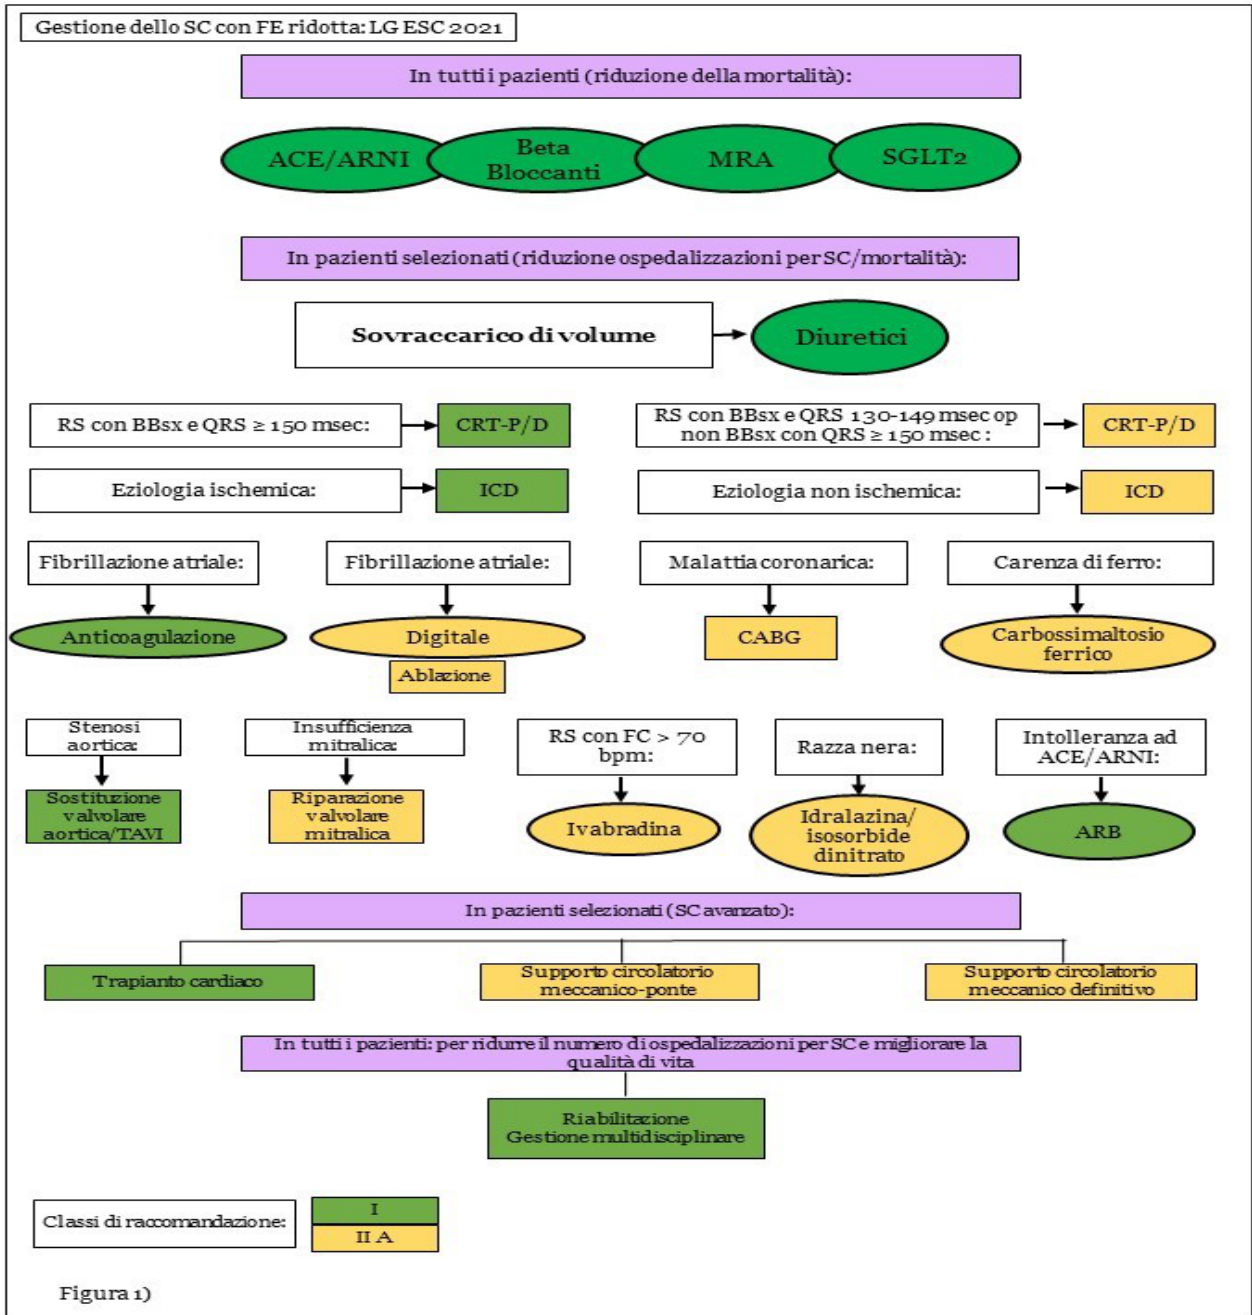 Gestione dello SC con FE ridotta: LG ESC 2021
In tutti i pazienti (riduzione della mortalità):
ACE/ARNI
Beta
Bloccanti
MRA
SGLT2
In pazienti selezionati (riduzione ospedalizzazioni per SC/mortalità):
Sovraccarico di volume
Diuretici
RS con BBsx e QRS ≥ 150 msec:
CRT-P/D
RS con BBsx e QRS 130-149 msec op
non BBsx con QRS ≥ 150 msec :
CRT-P/D
Eziologia ischemica:
ICD
Eziologia non ischemica:
ICD
Fibrillazione atriale:
Fibrillazione atriale:
Malattia coronarica:
Carenza di ferro:
Anticoagulazione
Digitale
Ablazione
CABG
Carbossimaltosio
ferrico
Stenosi
aortica:
Insufficienza
mitralica:
RS con FC > 70
bpm:
Razza nera:
Intolleranza ad
ACE/ARNI:
Sostituzione
valvolare
aortica/TAVI
Riparazione
valvolare
mitralica
Ivabradina
Idralazina/
isosorbide
dinitrato
ARB
In pazienti selezionati (SC avanzato):
Trapianto cardiaco
Supporto circolatorio
meccanico-ponte
Supporto circolatorio
meccanico definitivo
In tutti i pazienti: per ridurre il numero di ospedalizzazioni per SC e migliorare la
qualità di vita
Riabilitazione
Gestione multidisciplinare
Classi di raccomandazione:
I
II A
Figura 1)